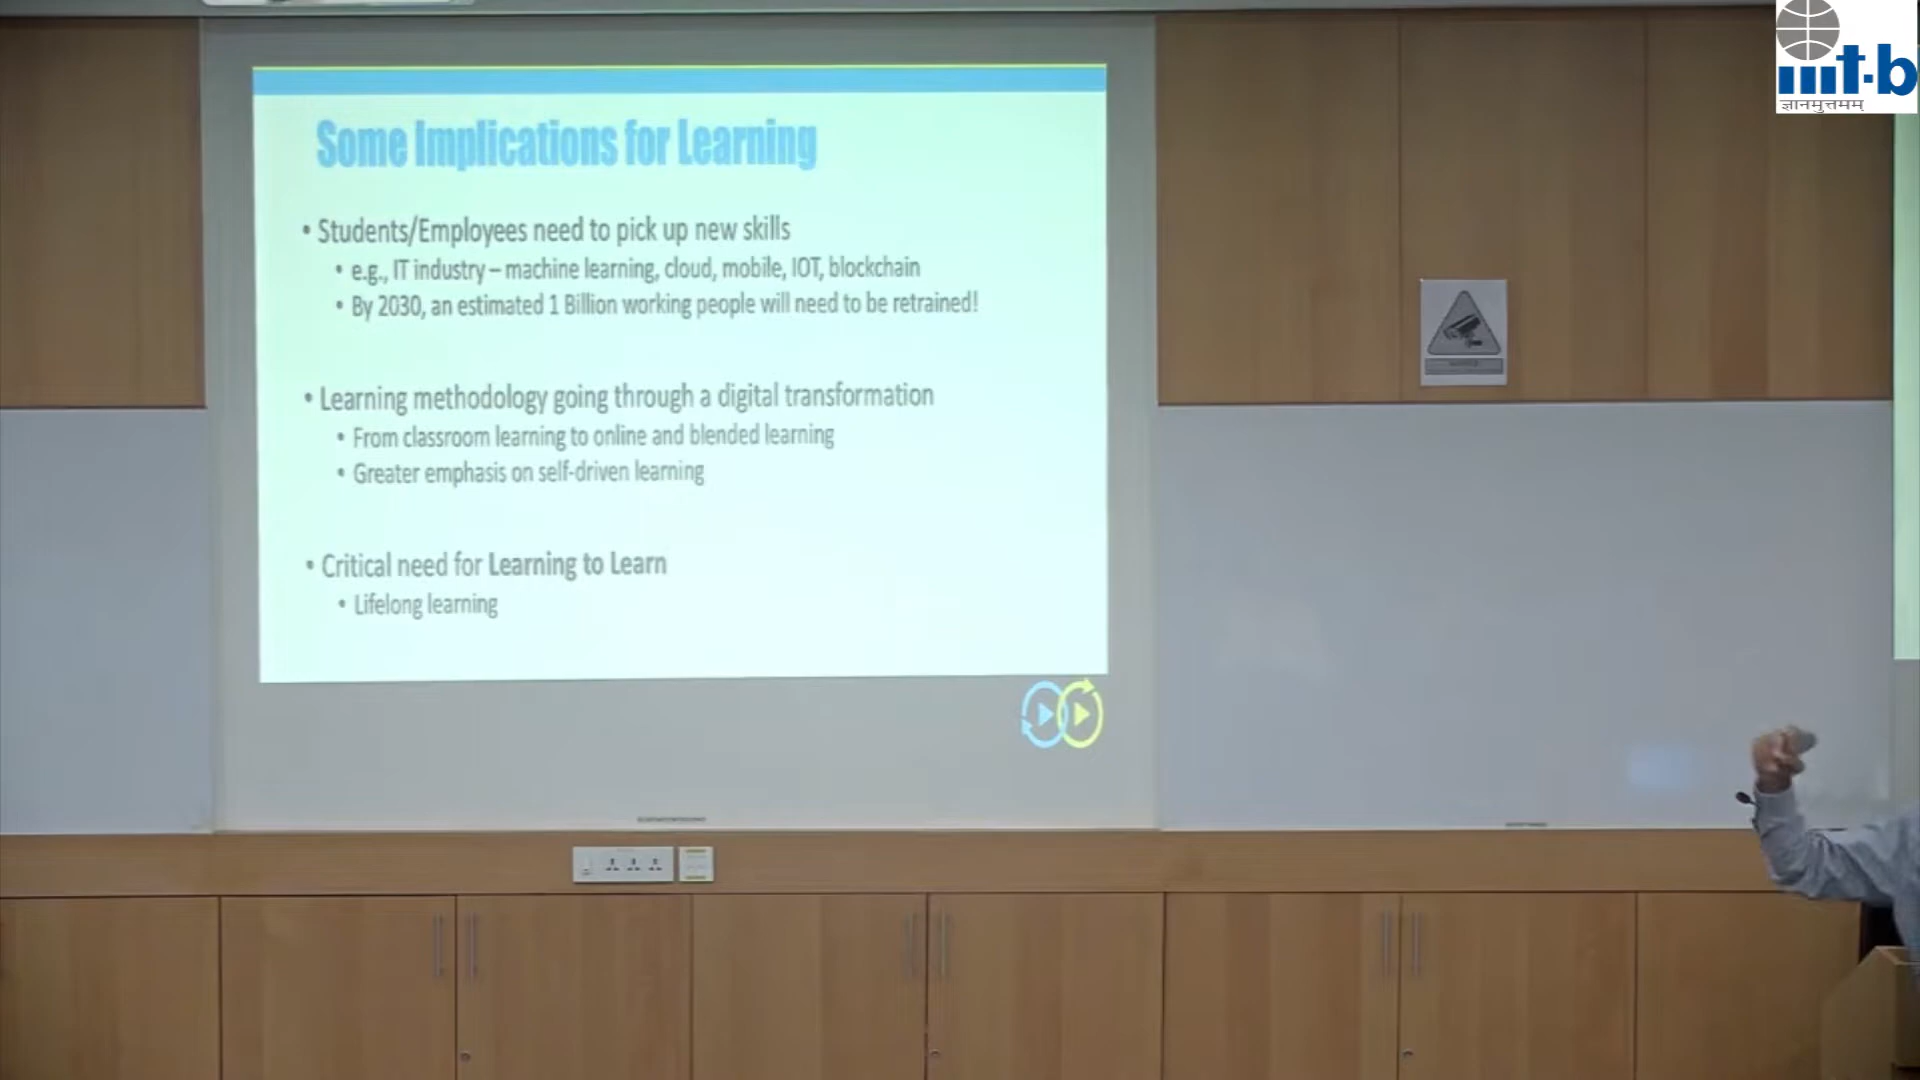 iiit-b
ज्ञानमुत्तमम्
Some Implications for Learning
• Students/Employees need to pick up new skills
• e.g., IT industry – machine learning, cloud, mobile, IOT, blockchain
• By 2030, an estimated 1 Billion working people will need to be retrained!
• Learning methodology going through a digital transformation
• From classroom learning to online and blended learning
• Greater emphasis on self-driven learning
• Critical need for Learning to Learn
• Lifelong learning